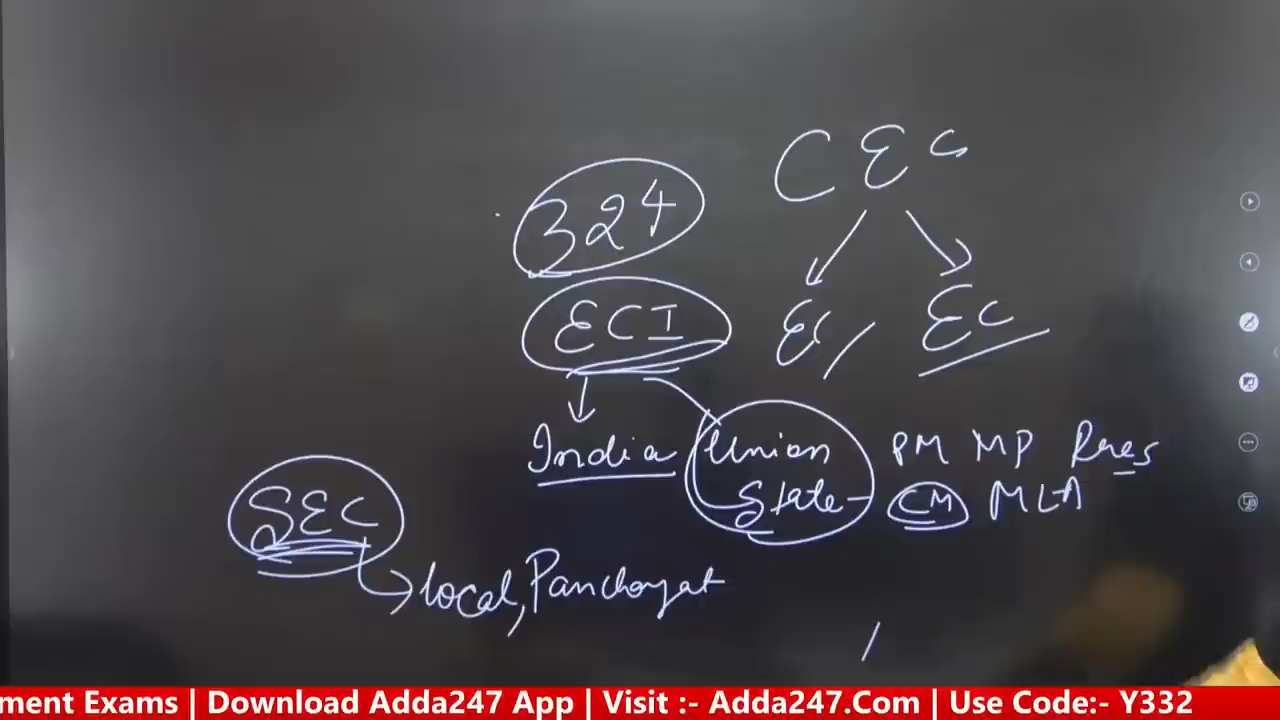 CEC
324
ECI EC, EC
India Union PM MP Pres
State - CM MLA
SEC
local, Panchayat
ment Exams | Download Adda247 App | Visit :- Adda247.Com | Use Code:- Y332